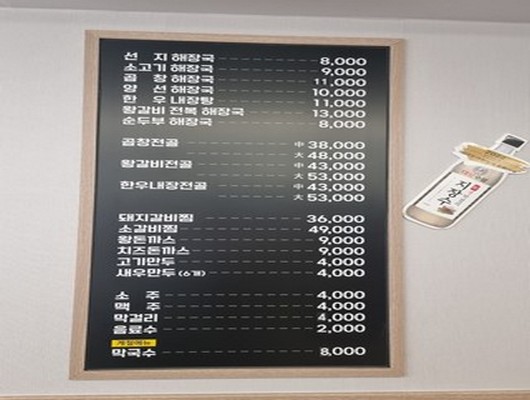 선 지 해장국 8,000
소고기 해장국 9,000
곱 창 해장국 11,000
양 선 해장국 10,000
한 우 내장탕 11,000
왕갈비 전복 해장국 13,000
순두부 해장국 8,000
곱창전골 中 38,000
大 48,000
왕갈비전골 中 43,000
大 53,000
한우내장전골 中 43,000
大 53,000
돼지갈비찜 36,000
소갈비찜 49,000
왕돈까스 9,000
치즈돈까스 9,000
고기만두 4,000
새우만두 (6개) 4,000
소 주 4,000
맥 주 4,000
막걸리 4,000
음료수 2,000
계절메뉴
막국수 8,000
지장수